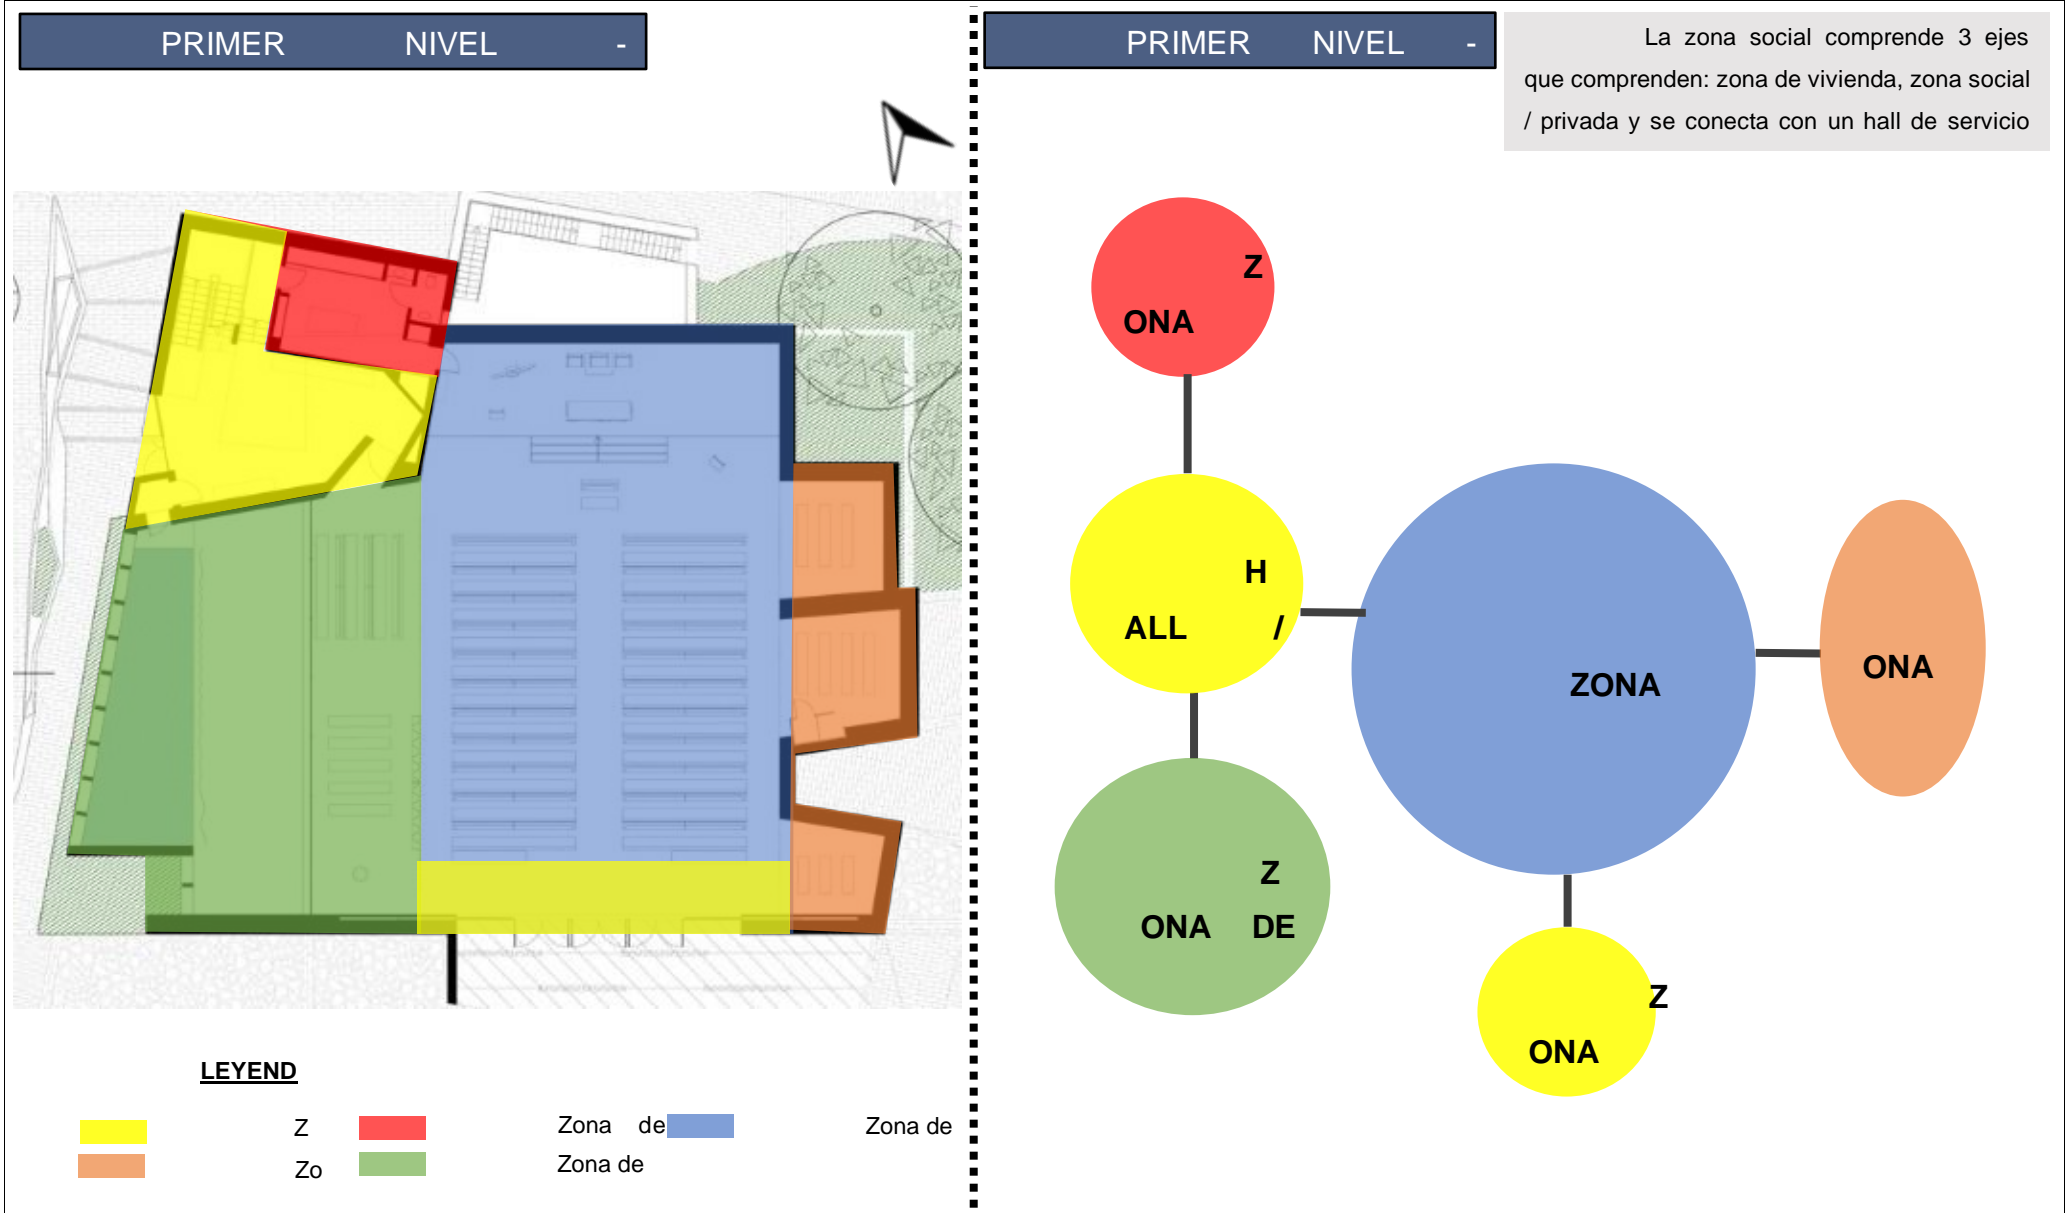 PRIMER NIVEL -
LEYEND
Z
Zona de
Zona de
Zo
Zona de
PRIMER NIVEL -
La zona social comprende 3 ejes
que comprenden: zona de vivienda, zona social
/ privada y se conecta con un hall de servicio
Z
ONA
H
ALL /
ZONA
ONA
Z
ONA DE
Z
ONA